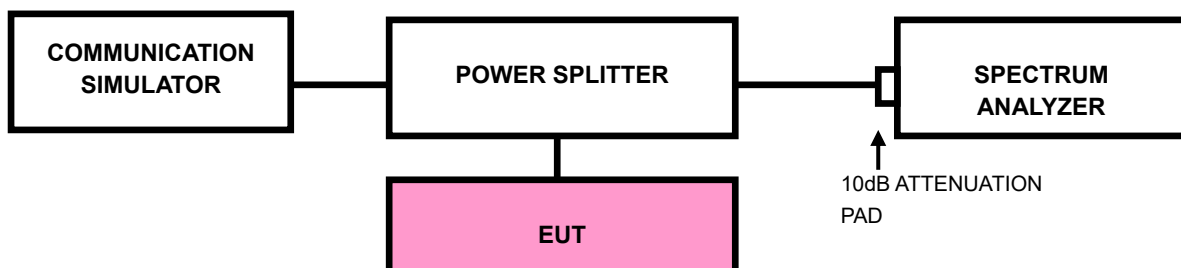 COMMUNICATION
SIMULATOR
POWER SPLITTER
SPECTRUM
ANALYZER
10dB ATTENUATION
PAD
EUT